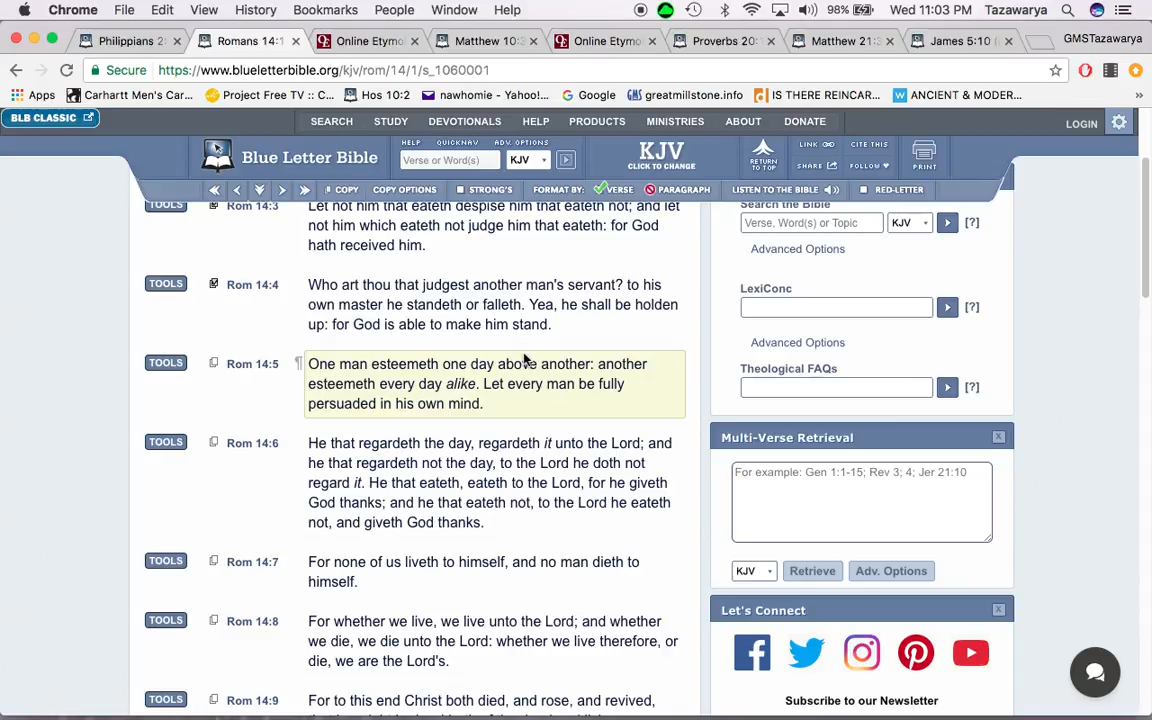 Chrome File Edit View History Bookmarks People Window Help 98% Wed 11:03 PM Tazawarya
Philippians 2: Romans 14:1 Online Etymo Matthew 10:3 Online Etymo Proverbs 20: Matthew 21:3 James 5:10 ( GMSTazawarya
Secure https://www.blueletterbible.org/kjv/rom/14/1/s_1060001
Apps Carhartt Men's Car... Project Free TV :: C... Hos 10:2 nawhomie - Yahoo!... Google greatmillstone.info IS THERE REINCAR... ANCIENT & MODER... »
BLB CLASSIC
SEARCH STUDY DEVOTIONALS HELP PRODUCTS MINISTRIES ABOUT DONATE LOGIN
HELP QUICKNAV ADV. OPTIONS
Blue Letter Bible Verse or Word(s) KJV
KJV
CLICK TO CHANGE
RETURN TO TOP
LINK CITE THIS
SHARE FOLLOW PRINT
COPY COPY OPTIONS STRONG'S FORMAT BY: VERSE PARAGRAPH LISTEN TO THE BIBLE RED-LETTER
TOOLS Rom 14:3 Let not him that eateth despise him that eateth not; and let
not him which eateth not judge him that eateth: for God
hath received him.
TOOLS Rom 14:4 Who art thou that judgest another man's servant? to his
own master he standeth or falleth. Yea, he shall be holden
up: for God is able to make him stand.
TOOLS Rom 14:5 ¶ One man esteemeth one day above another: another
esteemeth every day alike. Let every man be fully
persuaded in his own mind.
TOOLS Rom 14:6 He that regardeth the day, regardeth it unto the Lord; and
he that regardeth not the day, to the Lord he doth not
regard it. He that eateth, eateth to the Lord, for he giveth
God thanks; and he that eateth not, to the Lord he eateth
not, and giveth God thanks.
TOOLS Rom 14:7 For none of us liveth to himself, and no man dieth to
himself.
TOOLS Rom 14:8 For whether we live, we live unto the Lord; and whether
we die, we die unto the Lord: whether we live therefore, or
die, we are the Lord's.
TOOLS Rom 14:9 For to this end Christ both died, and rose, and revived,
Search the Bible
Verse, Word(s) or Topic KJV [?]
Advanced Options
LexiConc
[?]
Advanced Options
Theological FAQs
[?]
Multi-Verse Retrieval X
For example: Gen 1:1-15; Rev 3; 4; Jer 21:10
KJV Retrieve Adv. Options
Let's Connect X
Subscribe to our Newsletter